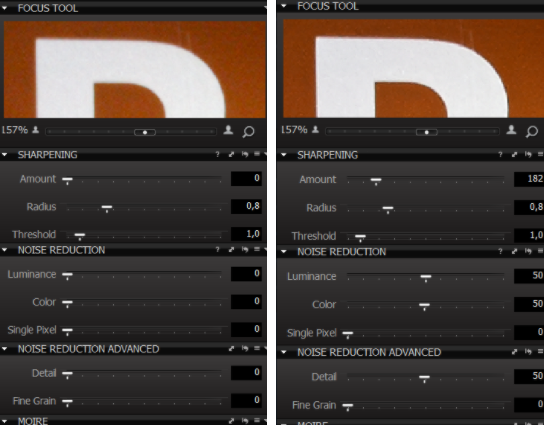 FOCUS TOOL
157%
SHARPENING ?
Amount 0
Radius 0,8
Threshold 1,0
NOISE REDUCTION ?
Luminance 0
Color 0
Single Pixel 0
NOISE REDUCTION ADVANCED
Detail 0
Fine Grain 0
MOIRE
FOCUS TOOL
157%
SHARPENING ?
Amount 182
Radius 0,8
Threshold 1,0
NOISE REDUCTION ?
Luminance 50
Color 50
Single Pixel 0
NOISE REDUCTION ADVANCED
Detail 50
Fine Grain 0
MOIRE